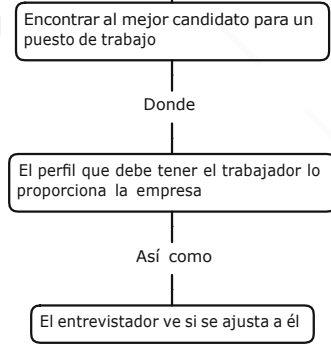 Encontrar al mejor candidato para un
puesto de trabajo
Donde
El perfil que debe tener el trabajador lo
proporciona la empresa
Así como
El entrevistador ve si se ajusta a él